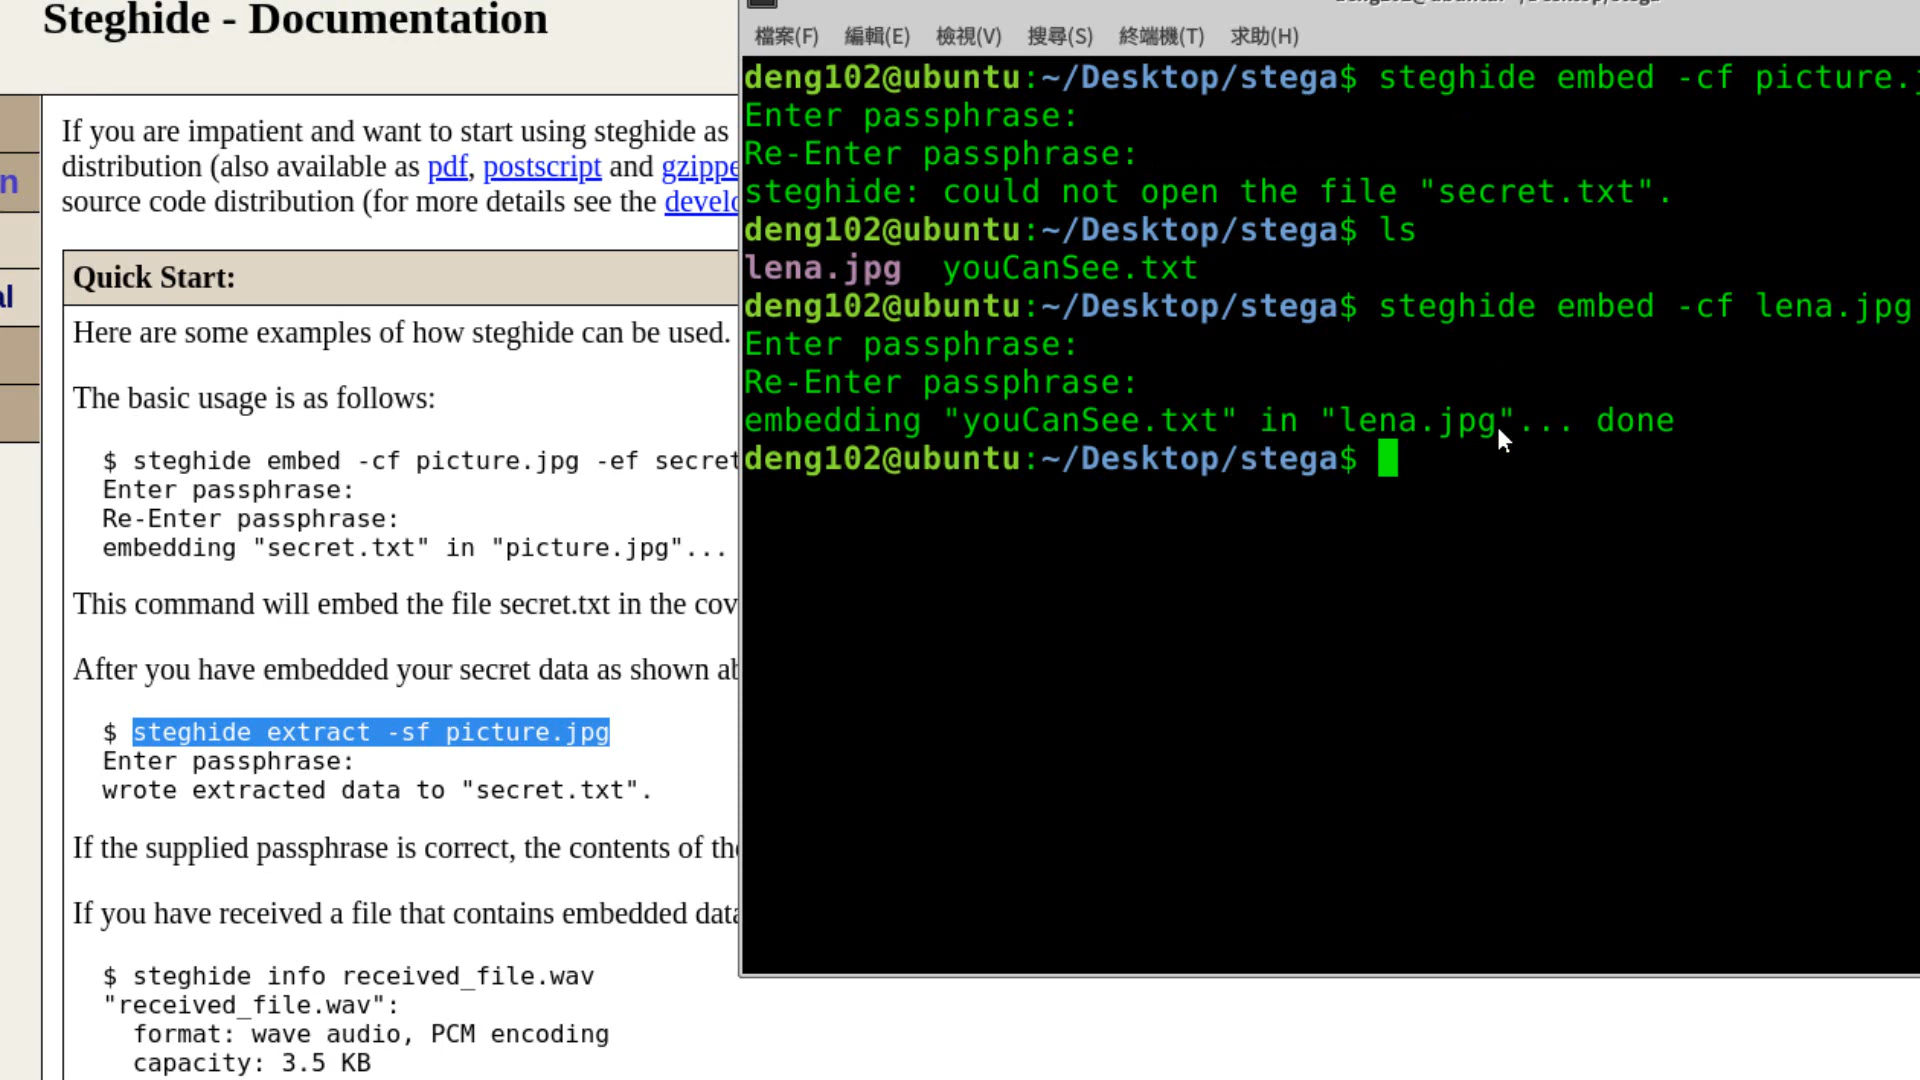 Steghide - Documentation
n
al
If you are impatient and want to start using steghide as
distribution (also available as pdf, postscript and gzippe
source code distribution (for more details see the develo
Quick Start:
Here are some examples of how steghide can be used.
The basic usage is as follows:
$ steghide embed -cf picture.jpg -ef secret
Enter passphrase:
Re-Enter passphrase:
embedding "secret.txt" in "picture.jpg"...
This command will embed the file secret.txt in the cov
After you have embedded your secret data as shown ab
$ steghide extract -sf picture.jpg
Enter passphrase:
wrote extracted data to "secret.txt".
If the supplied passphrase is correct, the contents of the
If you have received a file that contains embedded data
$ steghide info received_file.wav
"received_file.wav":
format: wave audio, PCM encoding
capacity: 3.5 KB
檔案(F) 編輯(E) 檢視(V) 搜尋(S) 終端機(T) 求助(H)
deng102@ubuntu:~/Desktop/stega$ steghide embed -cf picture.j
Enter passphrase:
Re-Enter passphrase:
steghide: could not open the file "secret.txt".
deng102@ubuntu:~/Desktop/stega$ ls
lena.jpg youCanSee.txt
deng102@ubuntu:~/Desktop/stega$ steghide embed -cf lena.jpg
Enter passphrase:
Re-Enter passphrase:
embedding "youCanSee.txt" in "lena.jpg"... done
deng102@ubuntu:~/Desktop/stega$